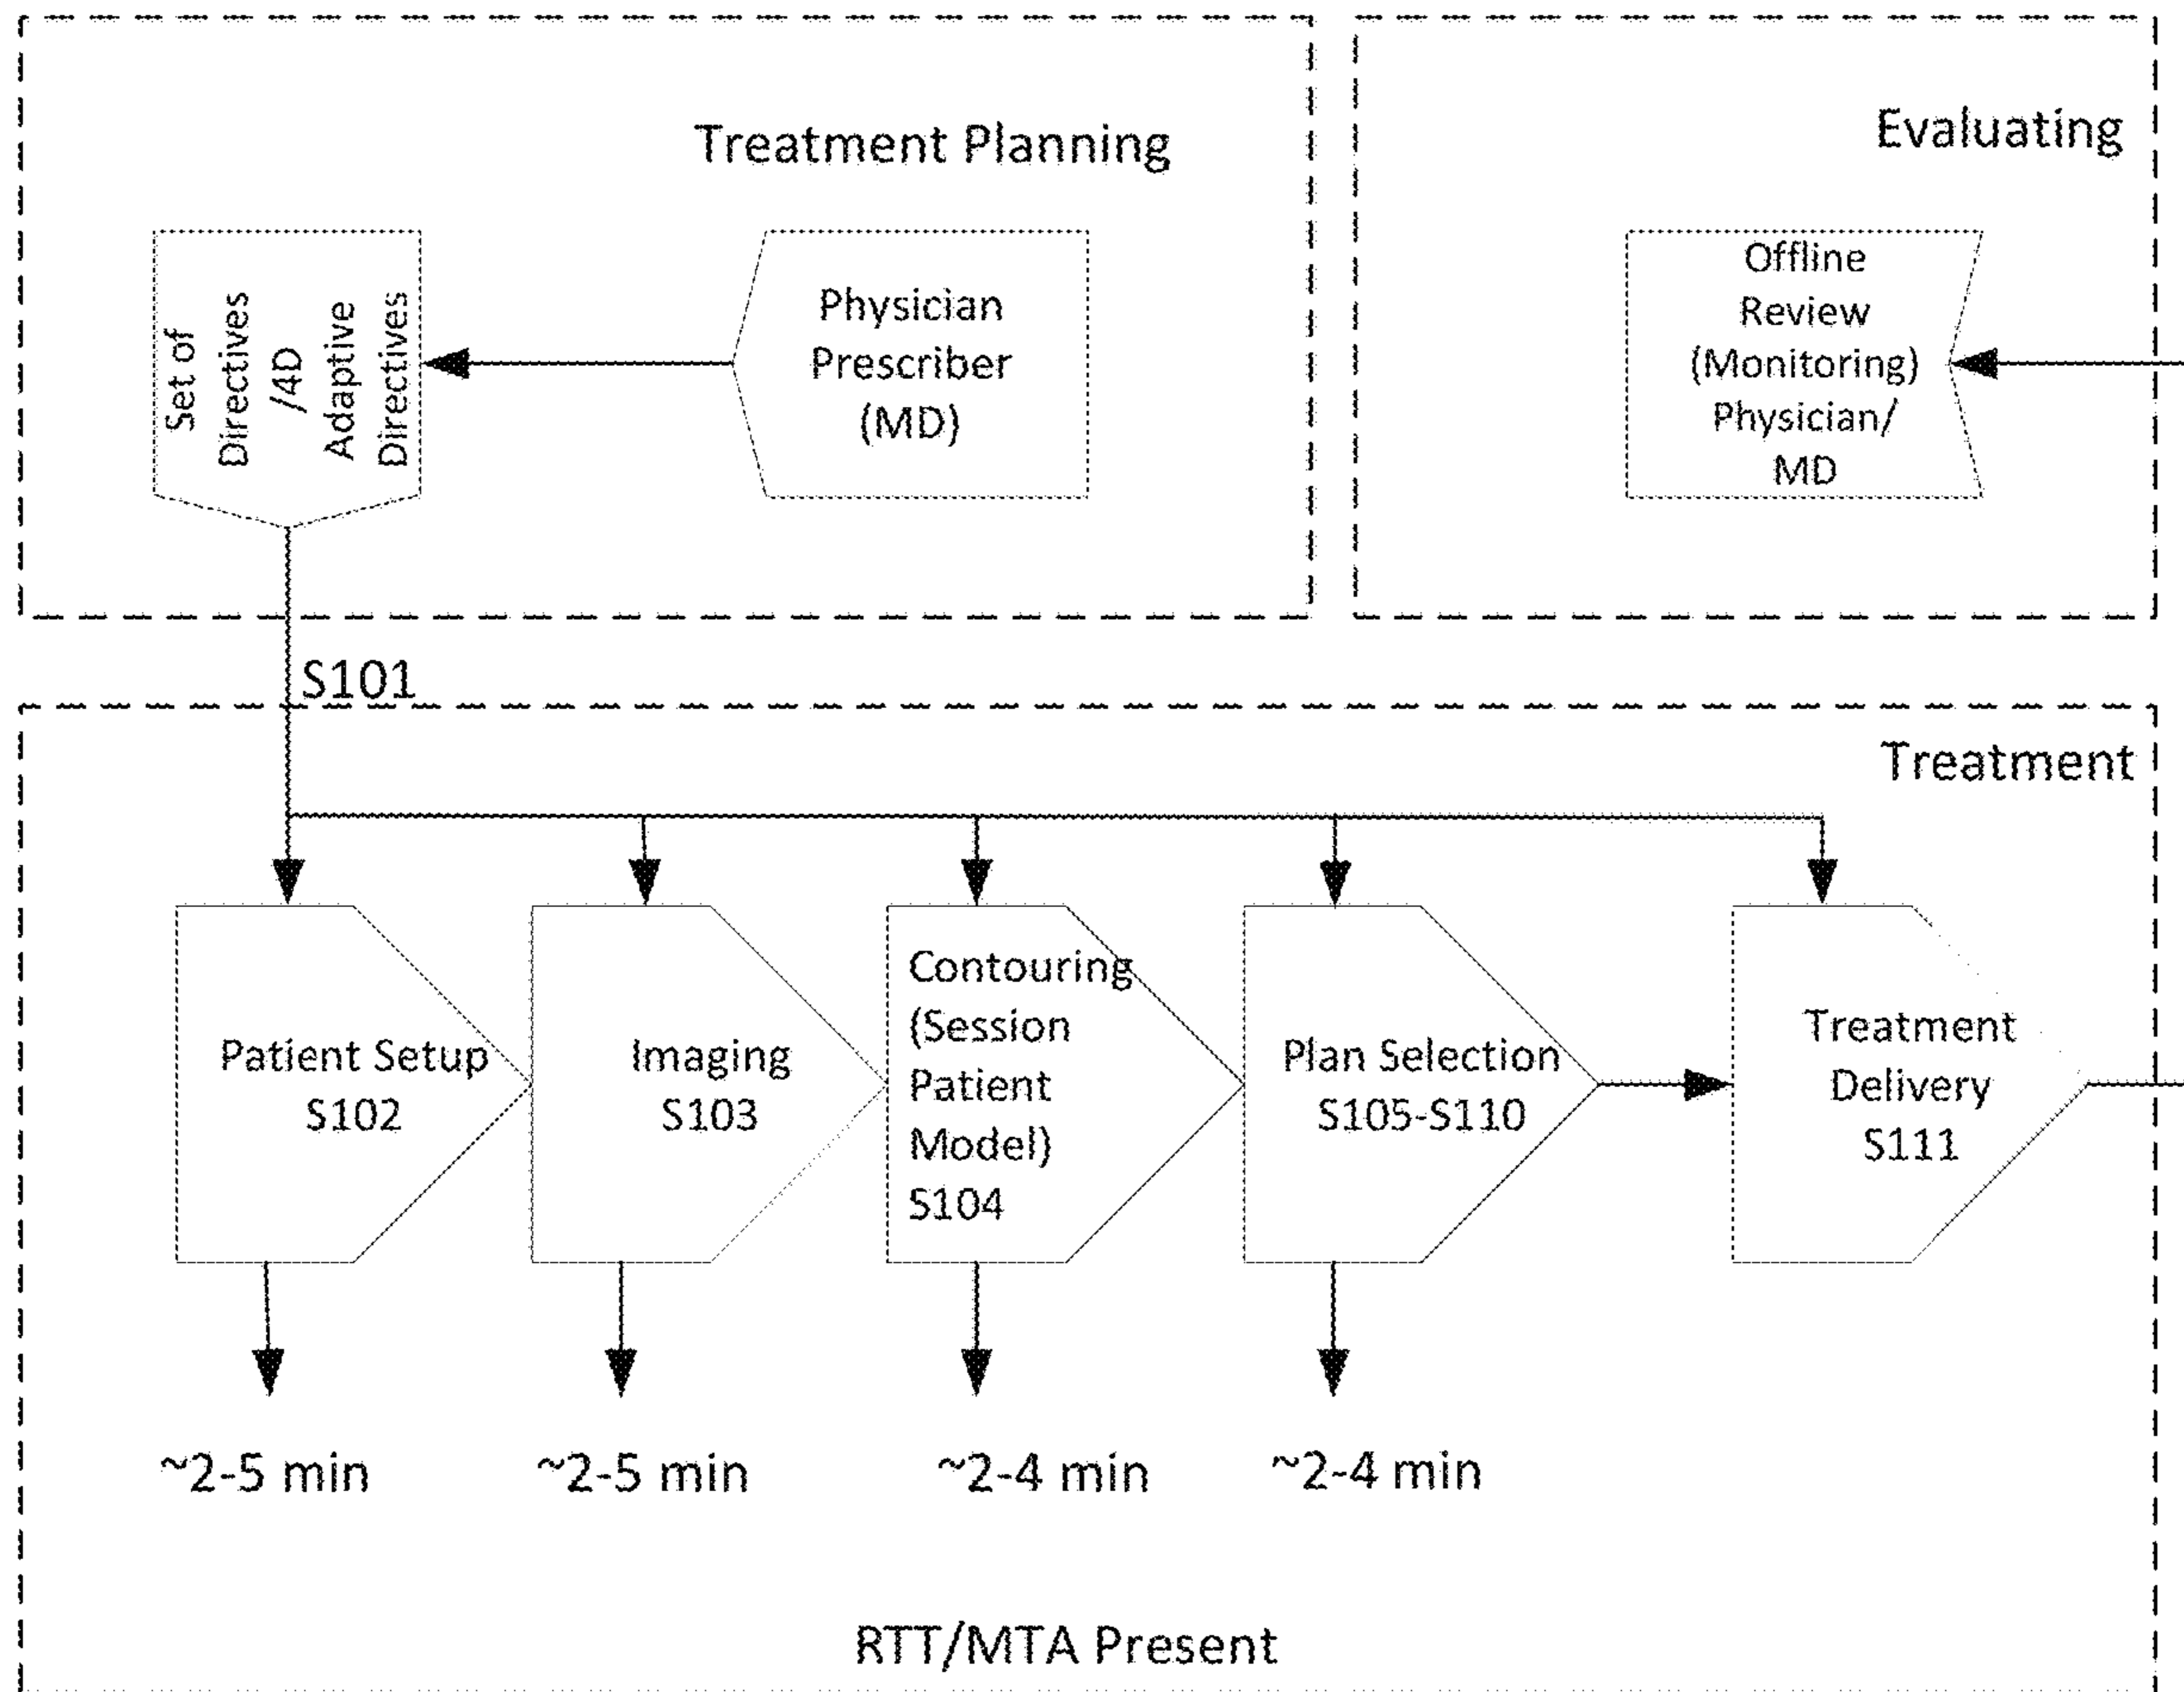 Treatment Planning
Evaluating
Set of
Directives
/4D
Adaptive
Directives
Physician
Prescriber
(MD)
Offline
Review
(Monitoring)
Physician/
MD
S101
Treatment
Patient Setup
S102
Imaging
S103
Contouring
(Session
Patient
Model)
S104
Plan Selection
S105-S110
Treatment
Delivery
S111
~2-5 min
~2-5 min
~2-4 min
~2-4 min
RTT/MTA Present